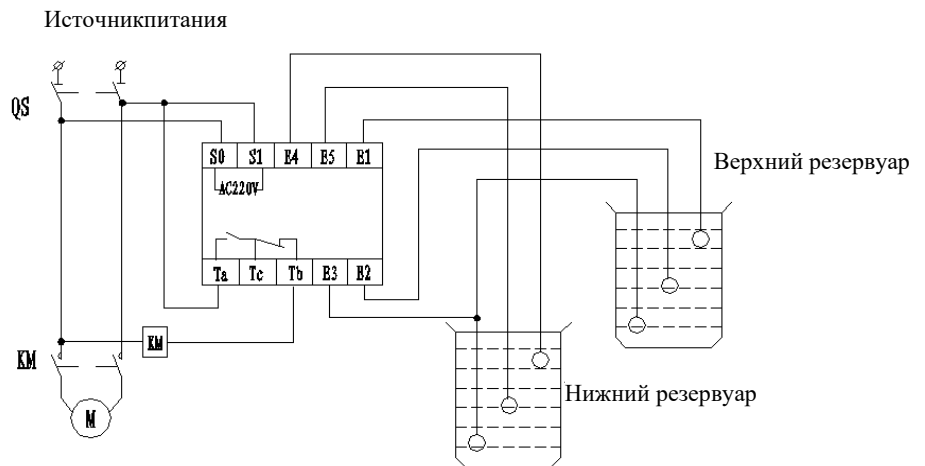 Источникпитания
QS
S0 S1 E4 E5 E1
AC220V
Верхний резервуар
Ta Tc Tb E3 E2
KM
KM
Нижний резервуар
M